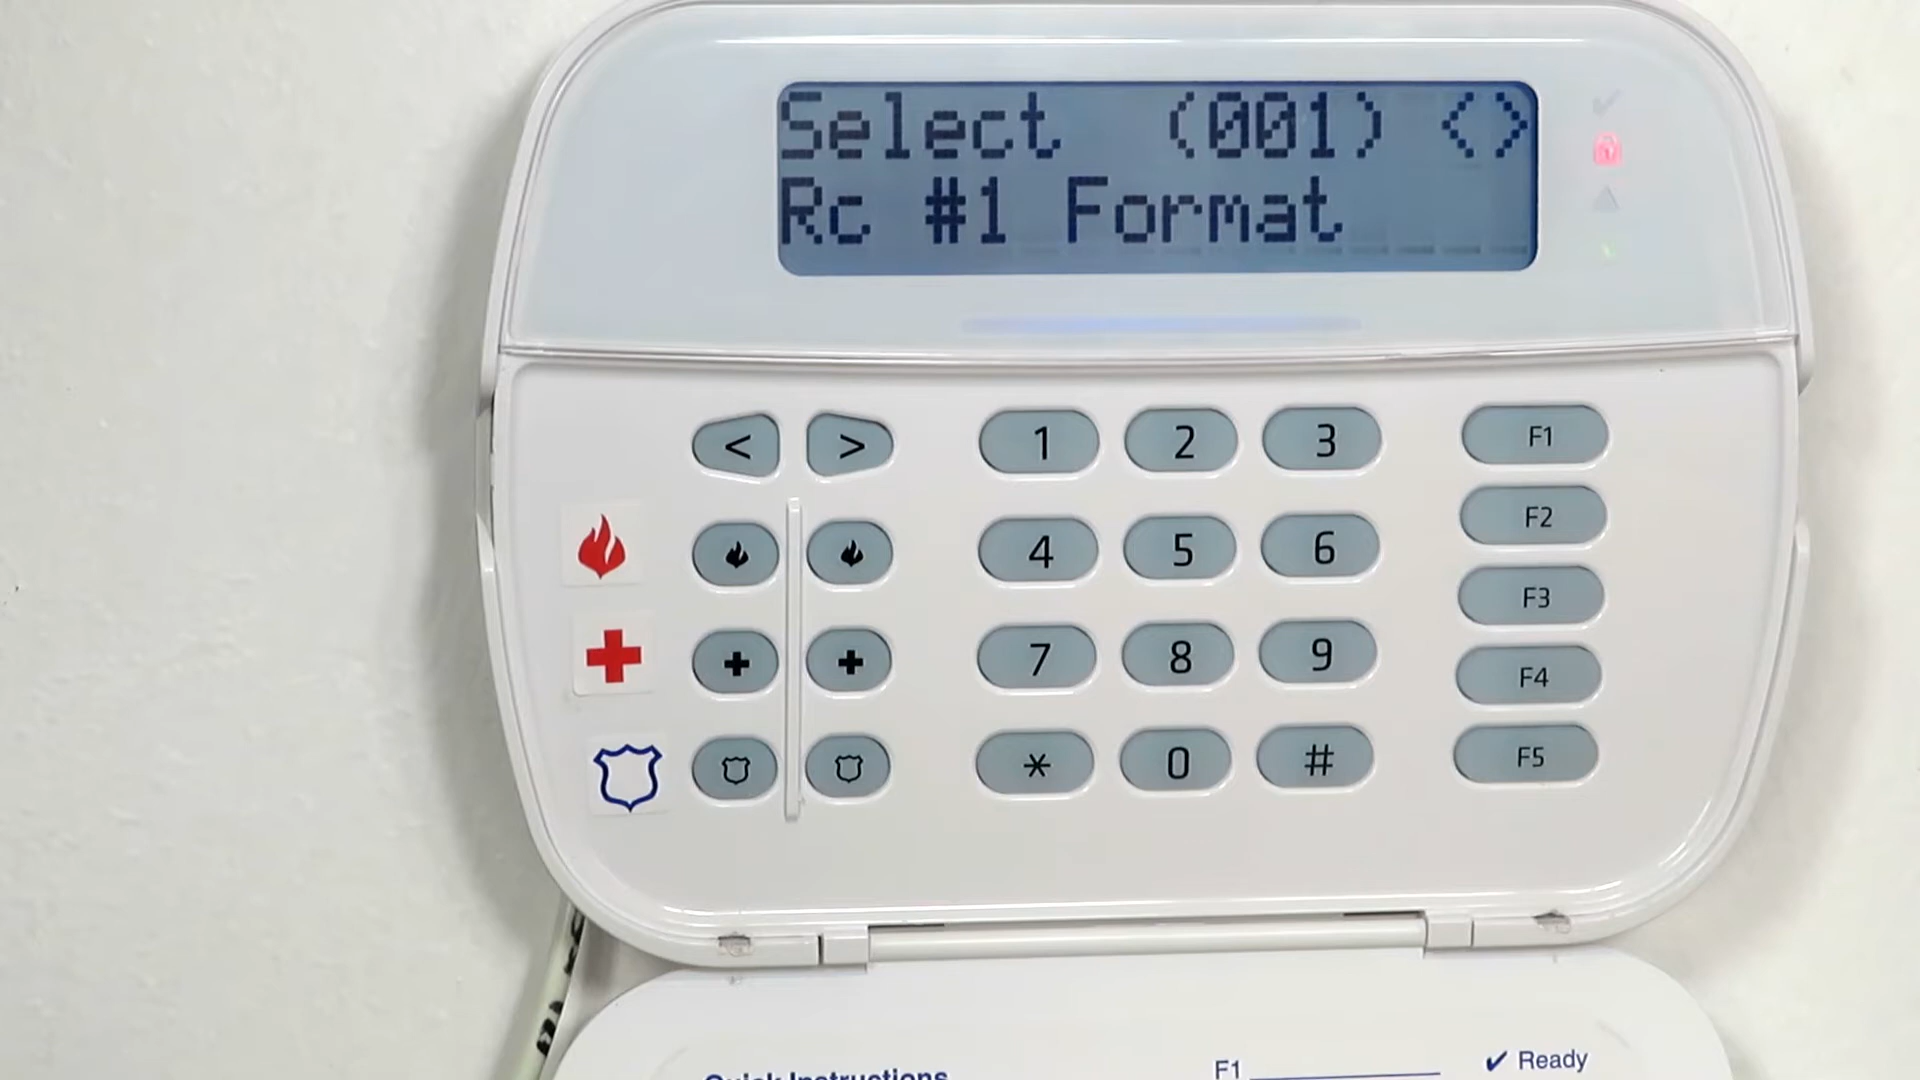 Select (001) <>
Rc #1 Format
< > 1 2 3 F1
4 5 6 F2
F3
7 8 9 F4
* 0 # F5
Quick Instructions
F1
✔ Ready